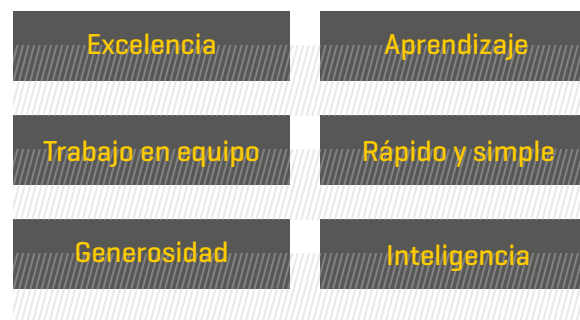 Excelencia
Aprendizaje
Trabajo en equipo
Rápido y simple
Generosidad
Inteligencia